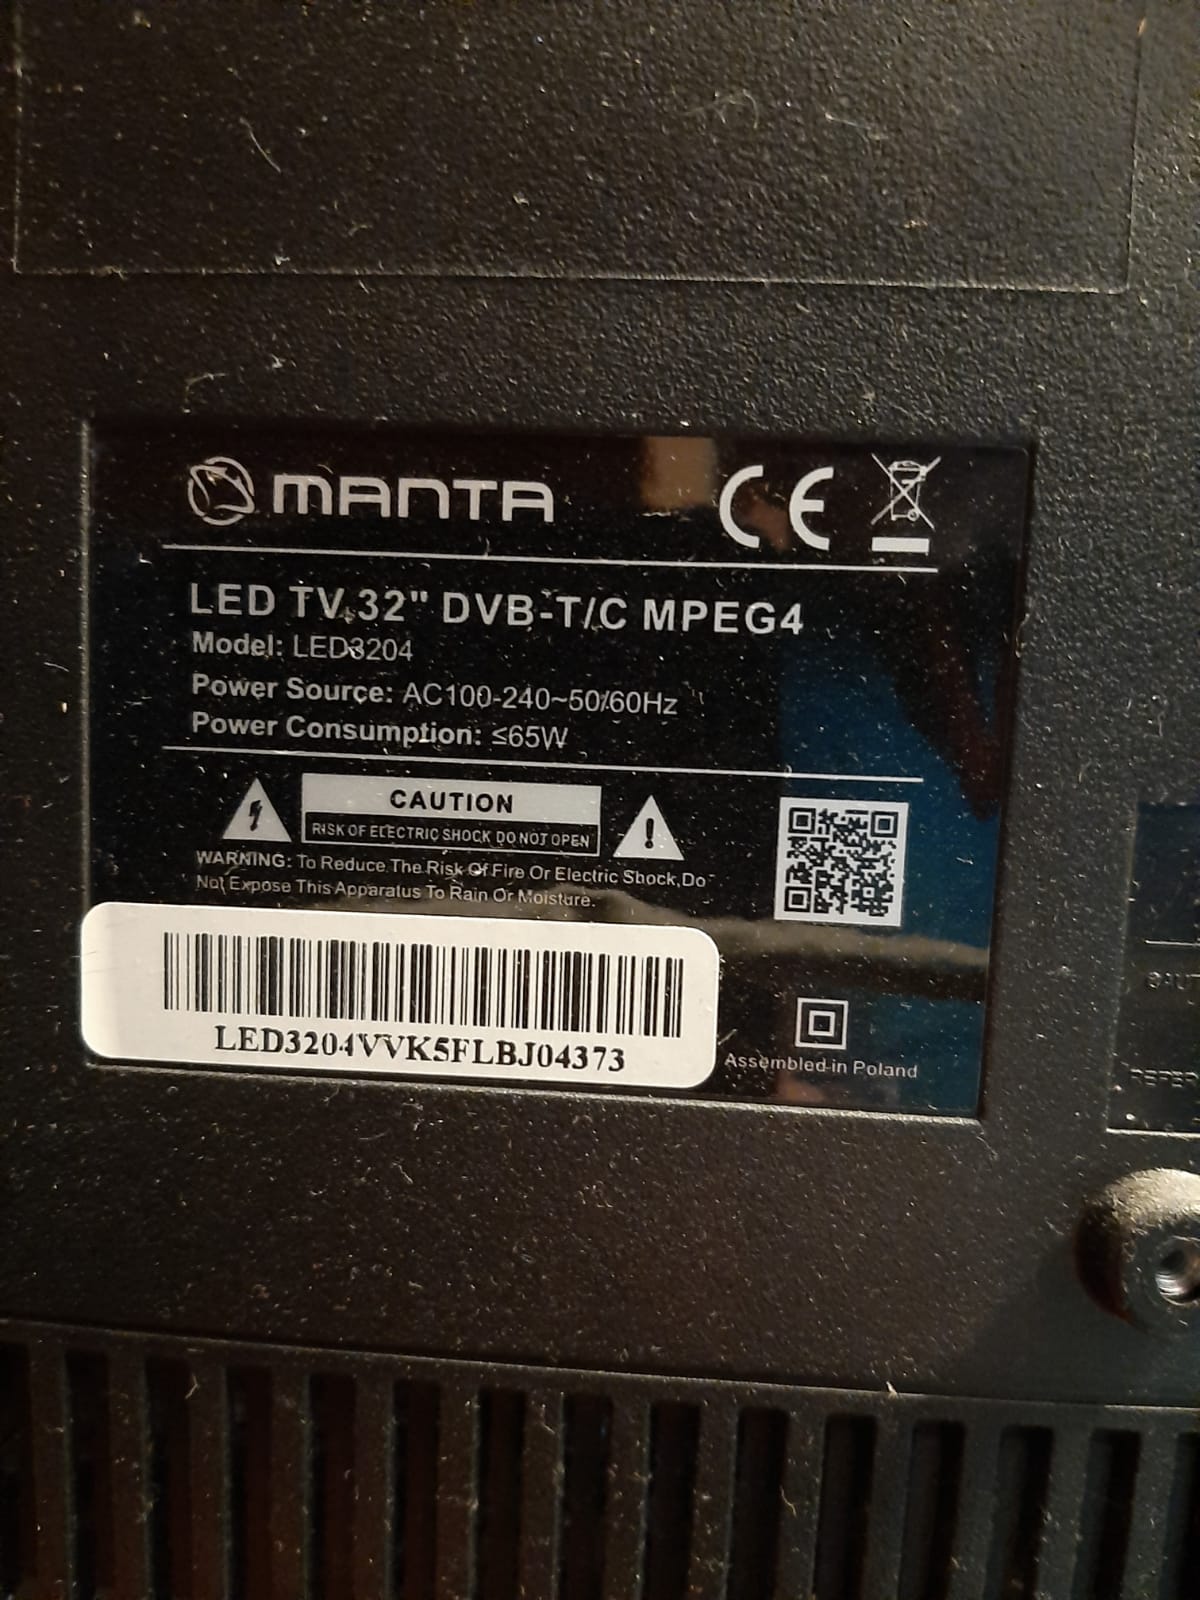 MANTA CE
LED TV 32" DVB-T/C MPEG4
Model: LED3204
Power Source: AC100-240~50/60Hz
Power Consumption: ≤65W
CAUTION
RISK OF ELECTRIC SHOCK DO NOT OPEN
WARNING: To Reduce The Risk Of Fire Or Electric Shock,Do
Not Expose This Apparatus To Rain Or Moisture.
LED3204VVK5FLBJ04373
Assembled in Poland